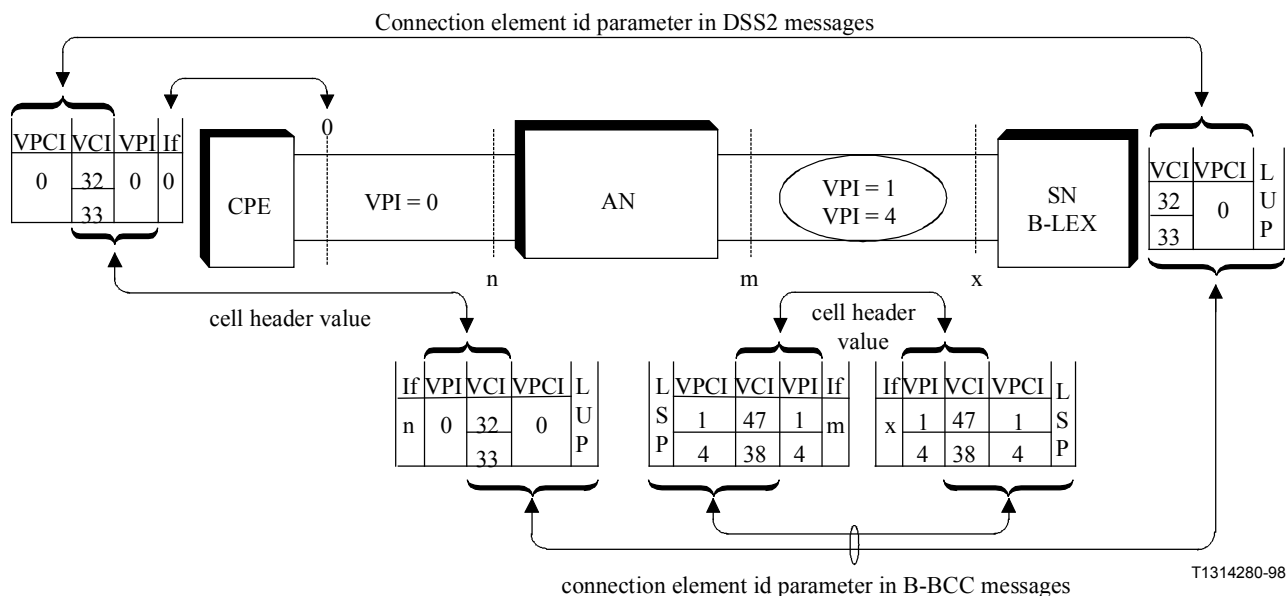 Connection element id parameter in DSS2 messages
0
VPCI VCI VPI If
0 32 0 0
33
CPE
VPI = 0
AN
VPI = 1
VPI = 4
SN
B-LEX
VCI VPCI L
U
P
32 0
33
n
m
x
cell header value
cell header
value
If VPI VCI VPCI L
U
P
n 0 32 0
33
L
S
P
VPCI VCI VPI If
1 47 1 m
4 38 4
If VPI VCI VPCI L
S
P
x 1 47 1
4 38 4
connection element id parameter in B-BCC messages
T1314280-98